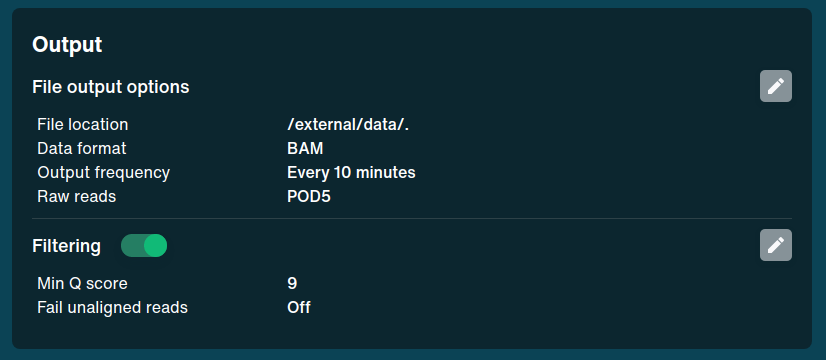 Output
File output options
File location /external/data/.
Data format BAM
Output frequency Every 10 minutes
Raw reads POD5
Filtering
Min Q score 9
Fail unaligned reads Off